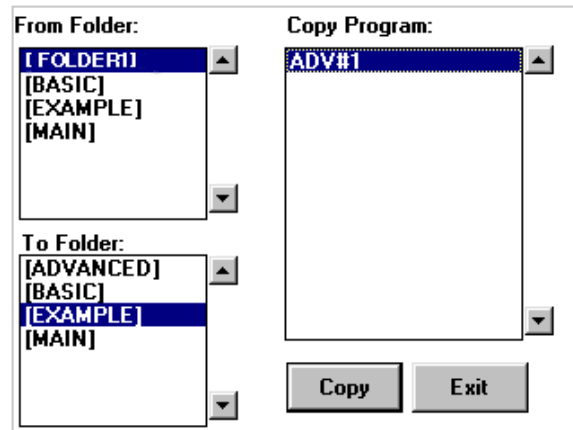 From Folder:
[ FOLDER1]
[BASIC]
[EXAMPLE]
[MAIN]
To Folder:
[ADVANCED]
[BASIC]
[EXAMPLE]
[MAIN]
Copy Program:
ADV#1
Copy
Exit